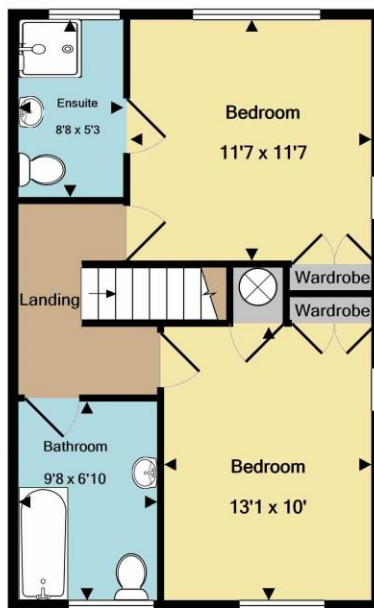 Ensuite
8'8 x 5'3
Bedroom
11'7 x 11'7
Landing
Wardrobe
Wardrobe
Bathroom
9'8 x 6'10
Bedroom
13'1 x 10'